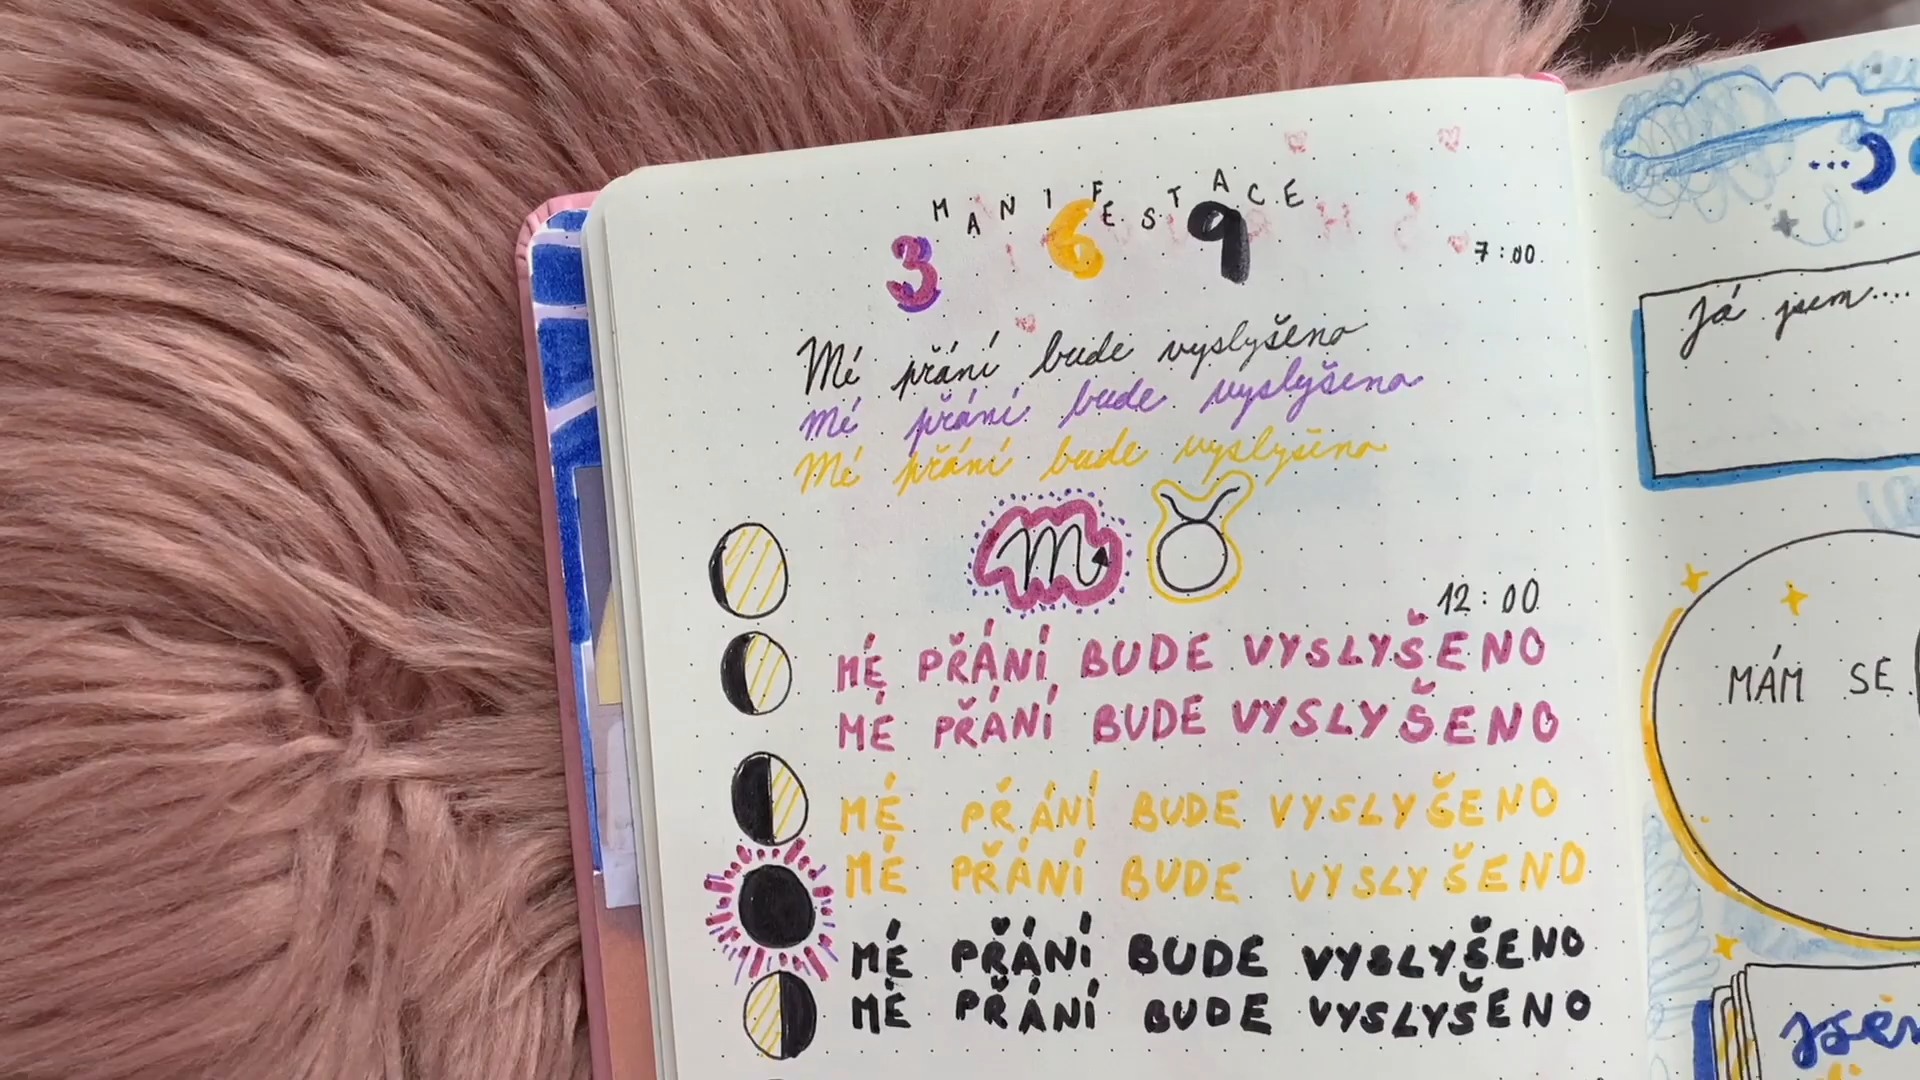 MANIFESTACE
3 6 9
7:00
Mé přání bude vyslyšeno
Mé přání bude vyslyšeno
Mé přání bude vyslyšeno
12:00
MÉ PŘÁNÍ BUDE VYSLYŠENO
MÉ PŘÁNÍ BUDE VYSLYŠENO
MÉ PŘÁNÍ BUDE VYSLYŠENO
MÉ PŘÁNÍ BUDE VYSLYŠENO
MÉ PŘÁNÍ BUDE VYSLYŠENO
MÉ PŘÁNÍ BUDE VYSLYŠENO
Já jsem....
MÁM SE